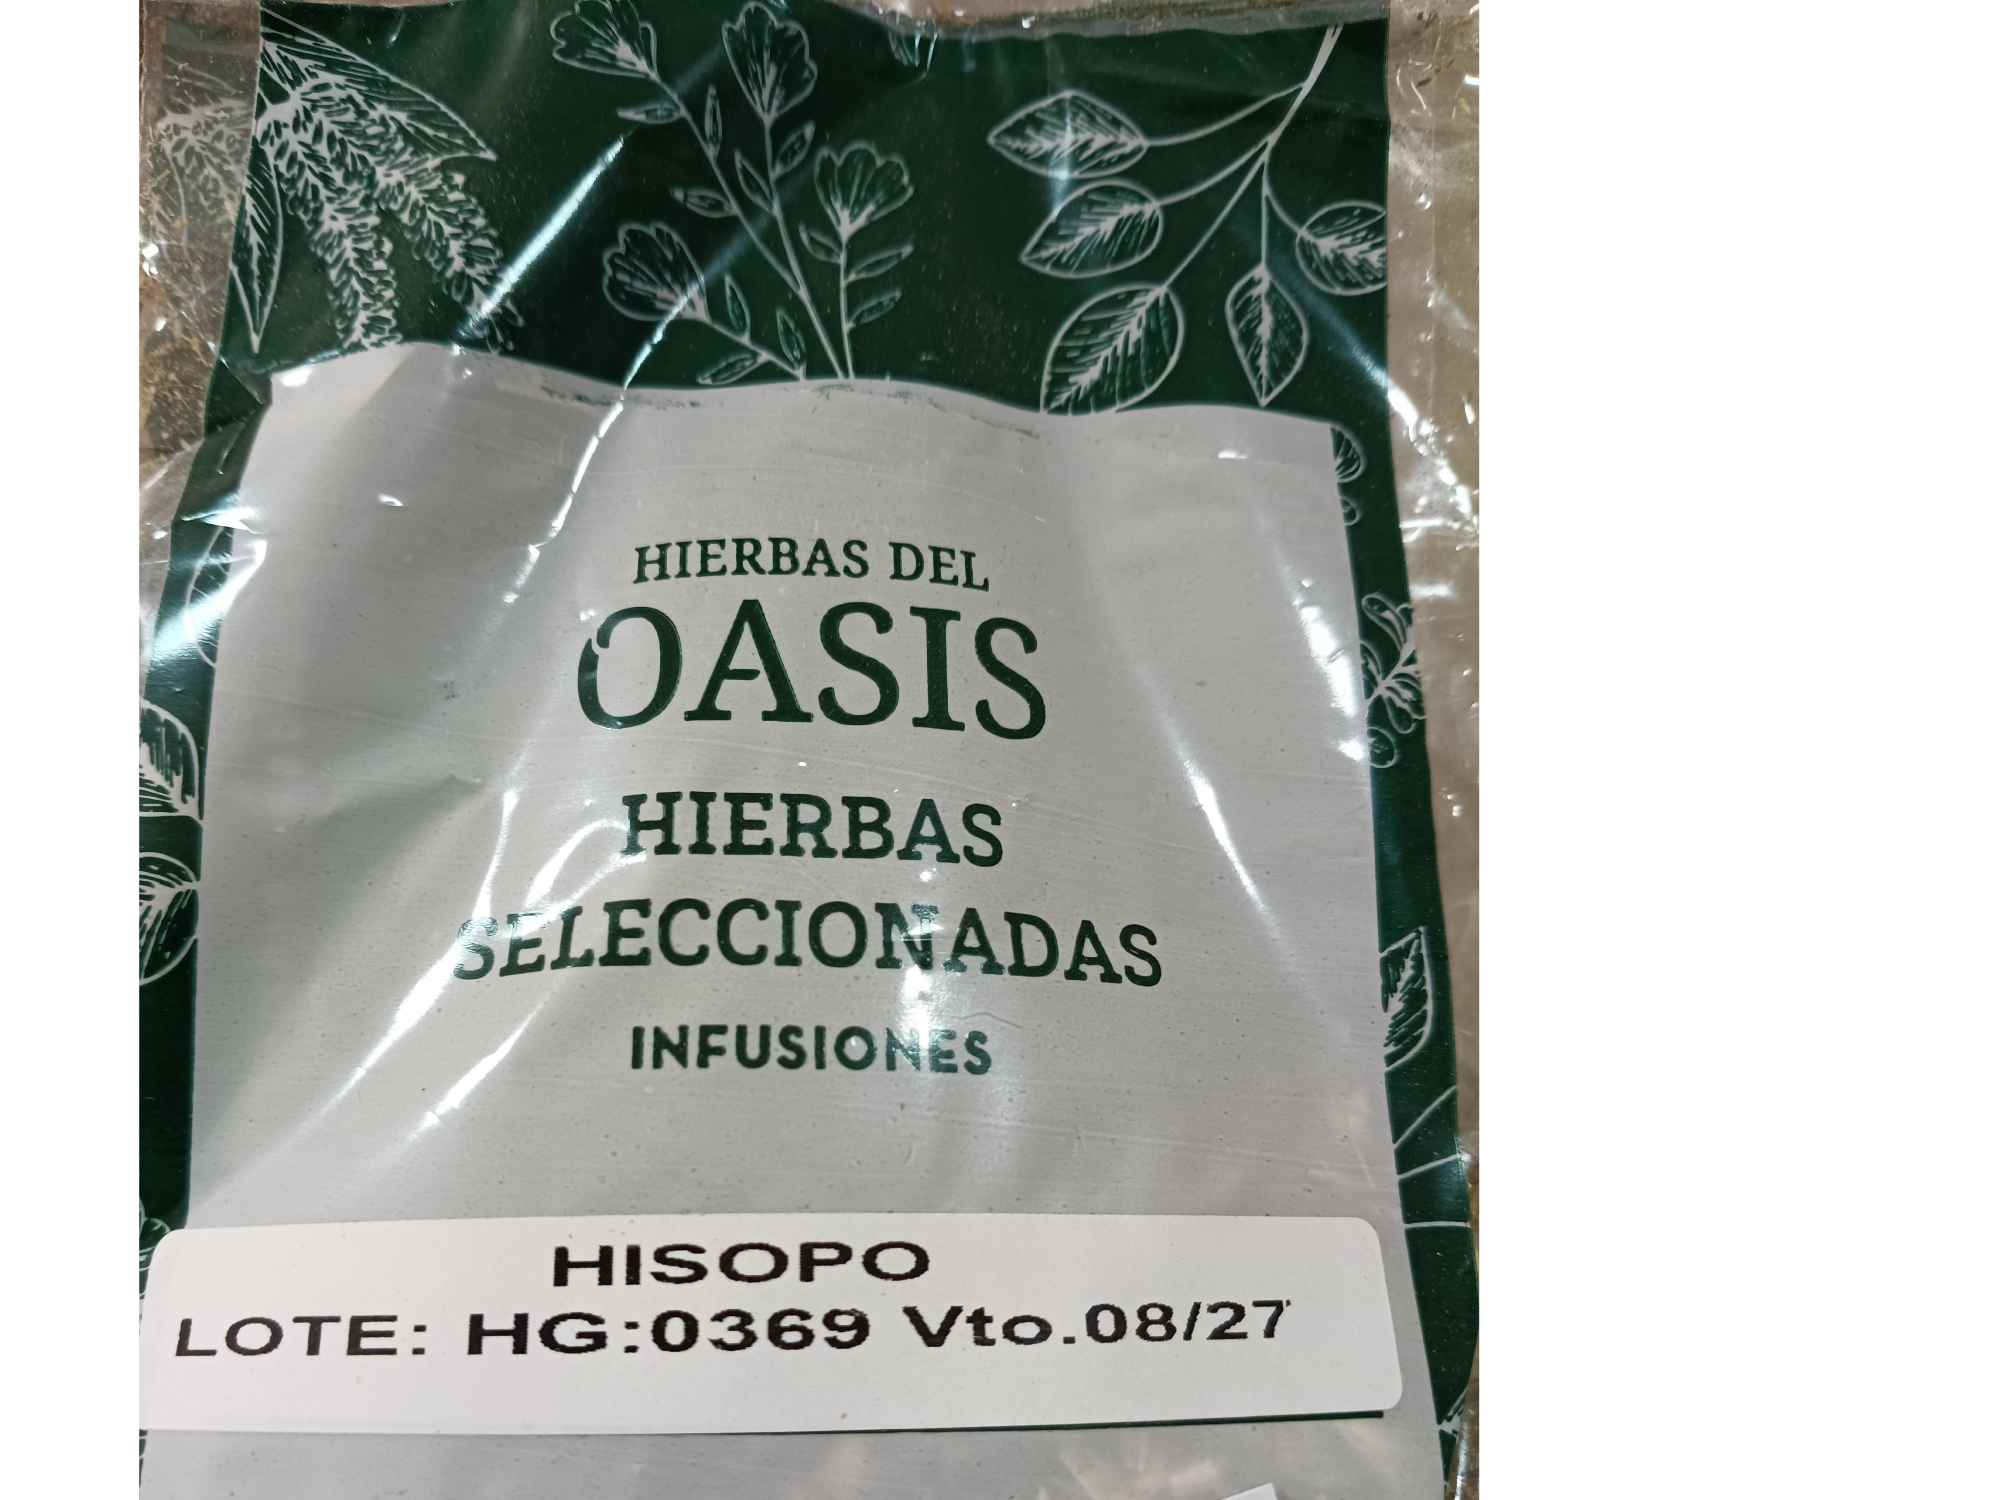 HIERBAS DEL
OASIS
HIERBAS
SELECCIONADAS
INFUSIONES
HISOPO
LOTE: HG:0369 Vto.08/27